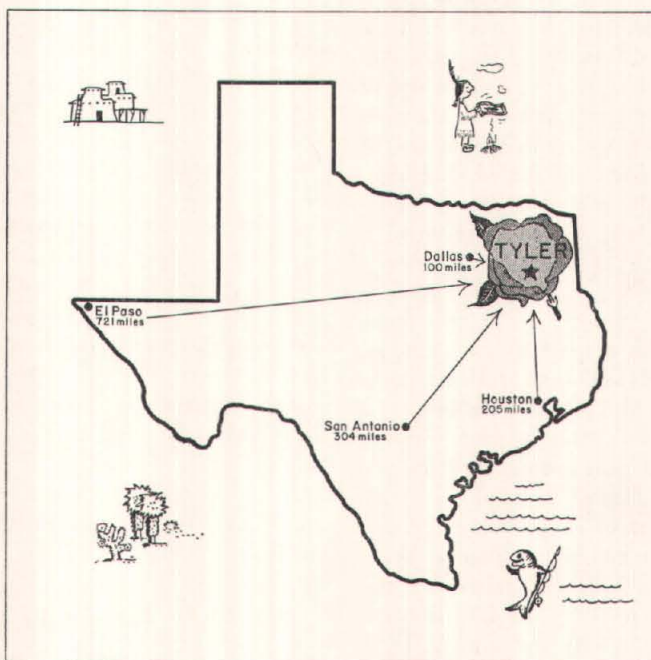 TYLER
Dallas
100 miles
El Paso
721 miles
Houston
205 miles
San Antonio
304 miles